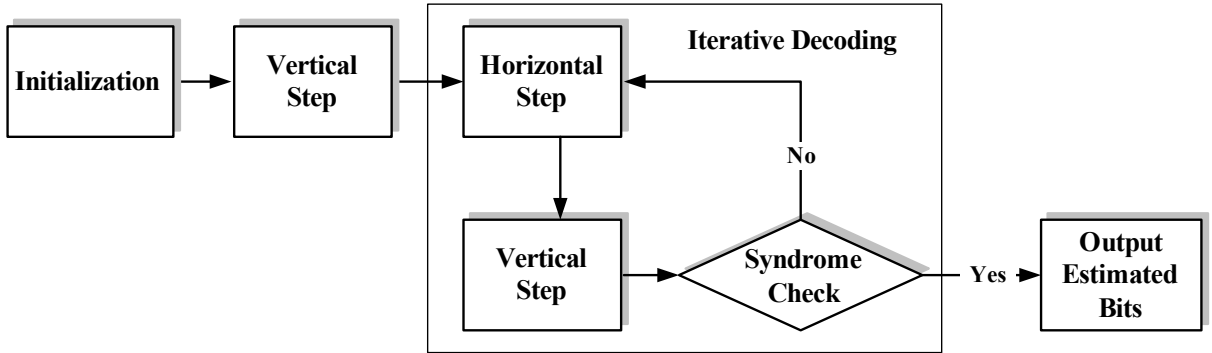 Iterative Decoding
Initialization
Vertical
Step
Horizontal
Step
No
Vertical
Step
Syndrome
Check
Yes
Output
Estimated
Bits